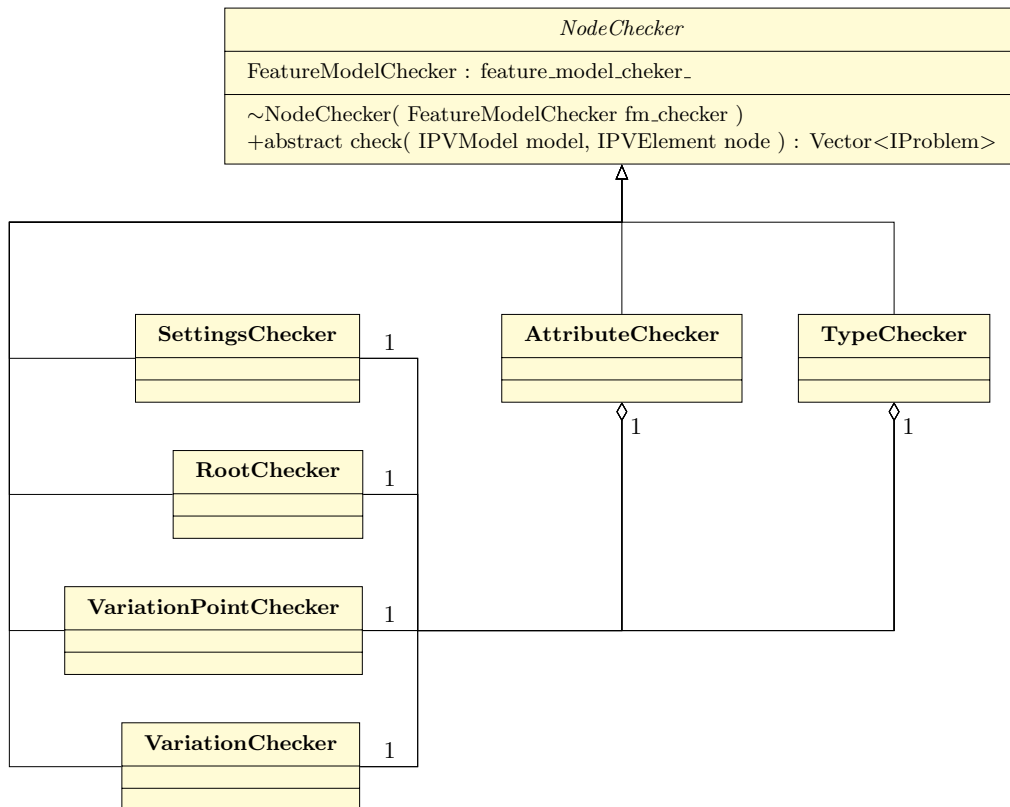 NodeChecker
FeatureModelChecker : feature_model_cheker_
~NodeChecker( FeatureModelChecker fm_checker )
+abstract check( IPVModel model, IPVElement node ) : Vector<IProblem>
SettingsChecker
1
AttributeChecker
TypeChecker
1
1
RootChecker
1
VariationPointChecker
1
VariationChecker
1